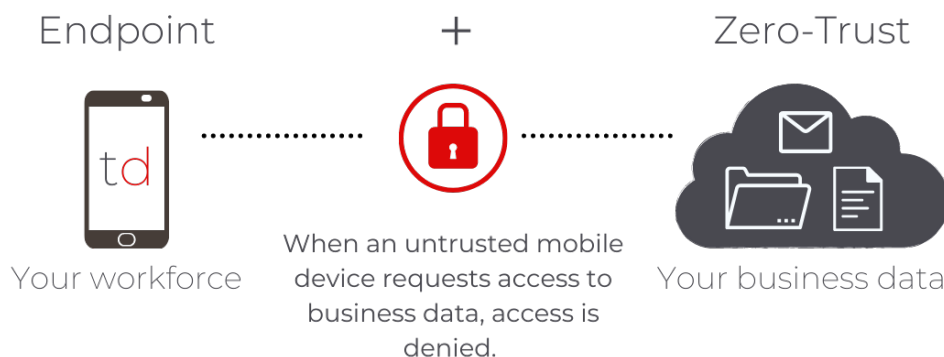 Endpoint
+
Zero-Trust
td
When an untrusted mobile
device requests access to
business data, access is
denied.
Your workforce
Your business data